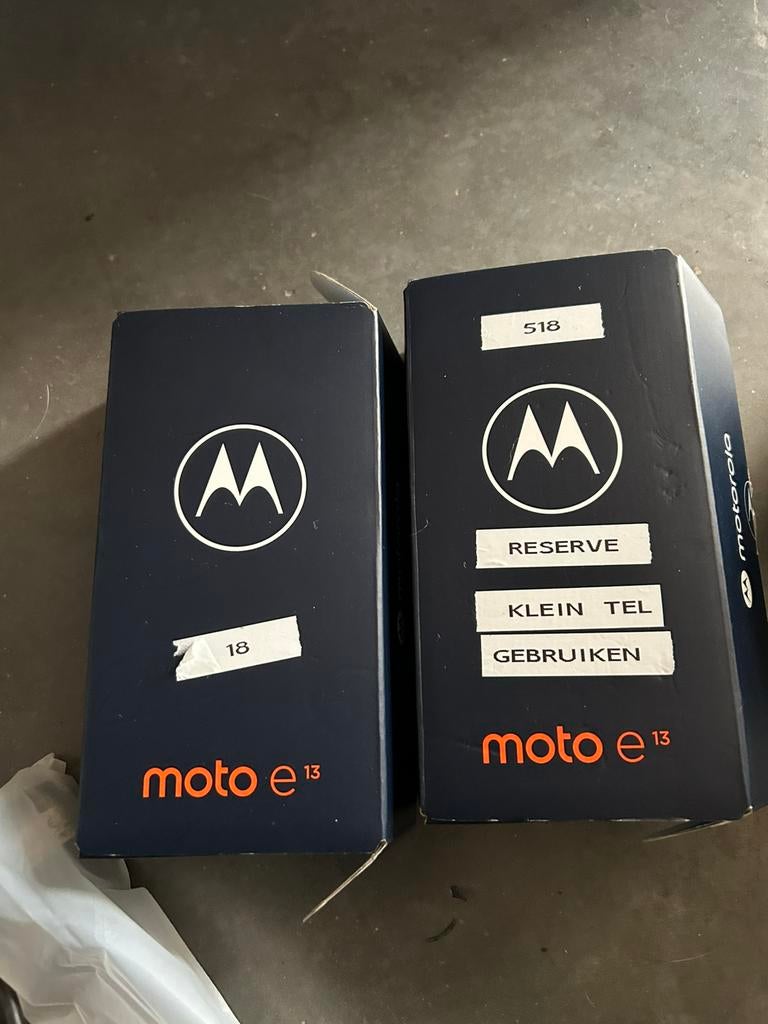 18
moto e13
518
RESERVE
KLEIN TEL
GEBRUIKEN
moto e13
motorola